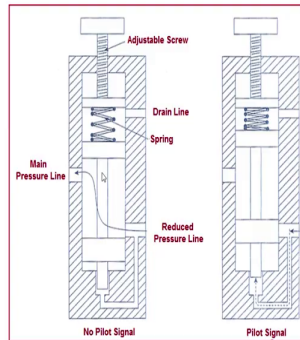 Adjustable Screw
Drain Line
Spring
Main
Pressure Line
Reduced
Pressure Line
No Pilot Signal
Pilot Signal